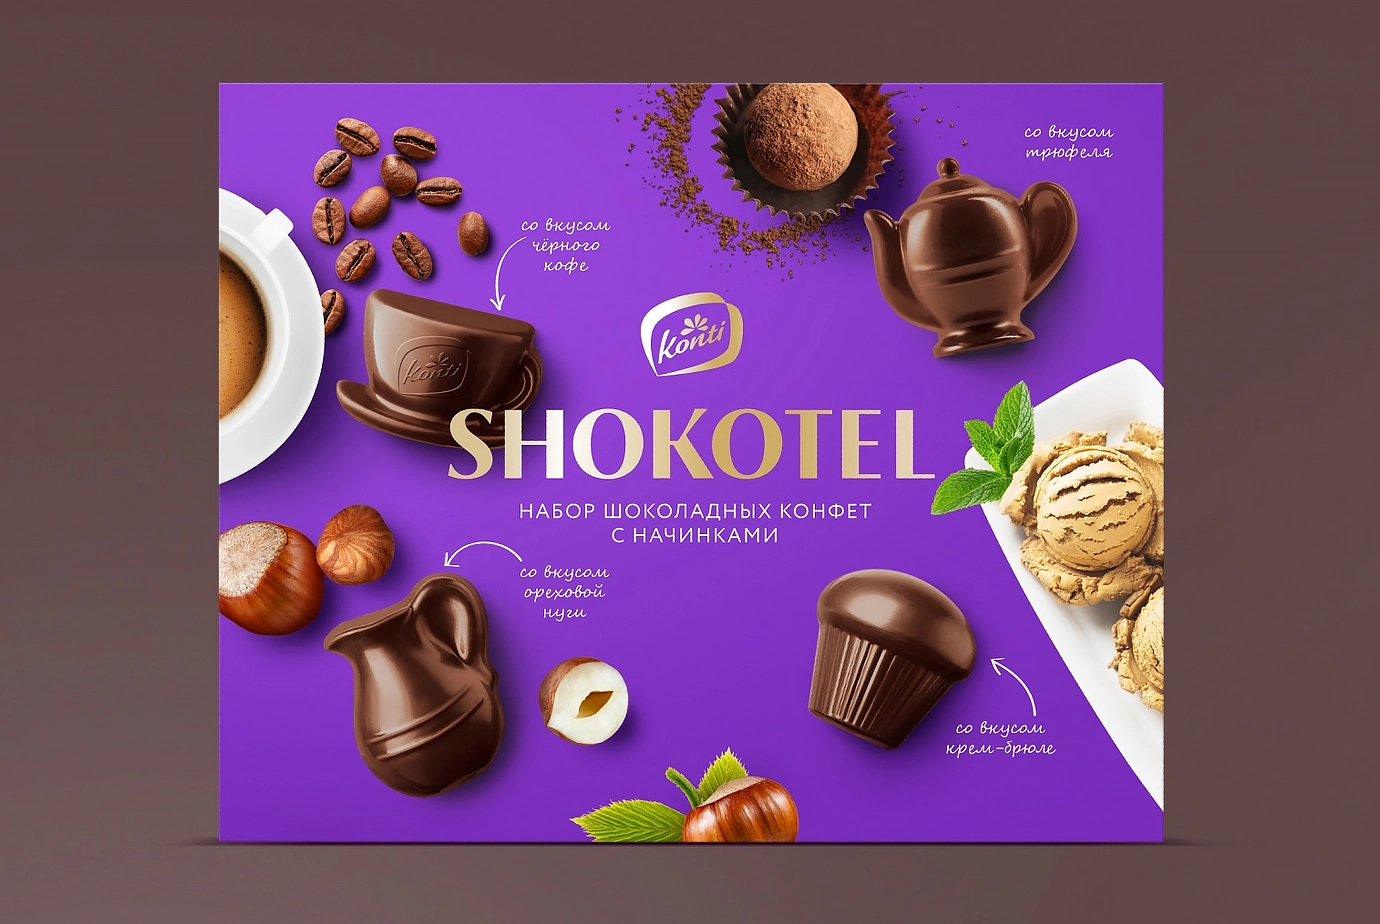 со вкусом
трюфеля
со вкусом
чёрного
кофе
Konti
Konti
SHOKOTEL
НАБОР ШОКОЛАДНЫХ КОНФЕТ
С НАЧИНКАМИ
со вкусом
ореховой
нуги
со вкусом
крем-брюле